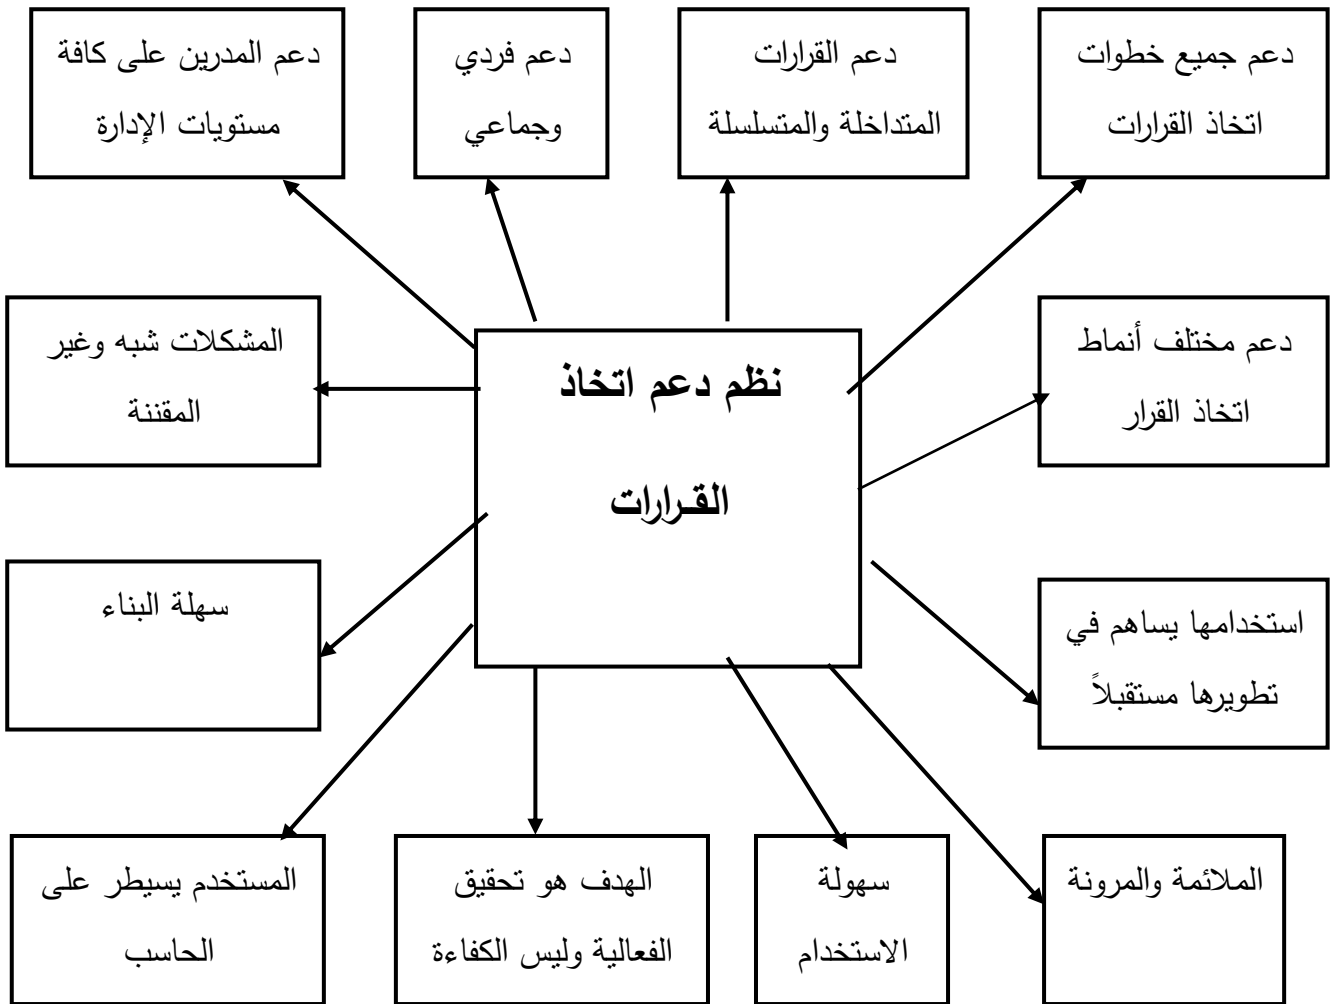 دعم جميع خطوات
اتخاذ القرارات
دعم القرارات
المتداخلة والمتسلسلة
دعم فردي
وجماعي
دعم المدرين على كافة
مستويات الإدارة
دعم مختلف أنماط
اتخاذ القرار
نظم دعم اتخاذ
القـرارات
المشكلات شبه وغير
المقننة
استخدامها يساهم في
تطويرها مستقبلاً
سهلة البناء
الملائمة والمرونة
سهولة
الاستخدام
الهدف هو تحقيق
الفعالية وليس الكفاءة
المستخدم يسيطر على
الحاسب